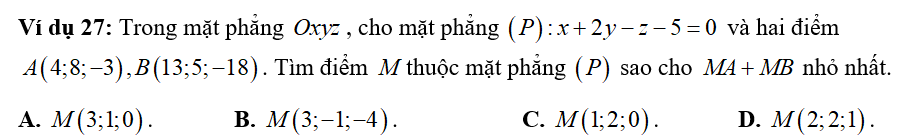 Ví dụ 27: Trong mặt phẳng Oxyz , cho mặt phẳng (P): x + 2y − z − 5 = 0 và hai điểm
A(4;8;−3), B(13;5;−18). Tìm điểm M thuộc mặt phẳng (P) sao cho MA + MB nhỏ nhất.
A. M(3;1;0). B. M(3;−1;−4). C. M(1;2;0). D. M(2;2;1).